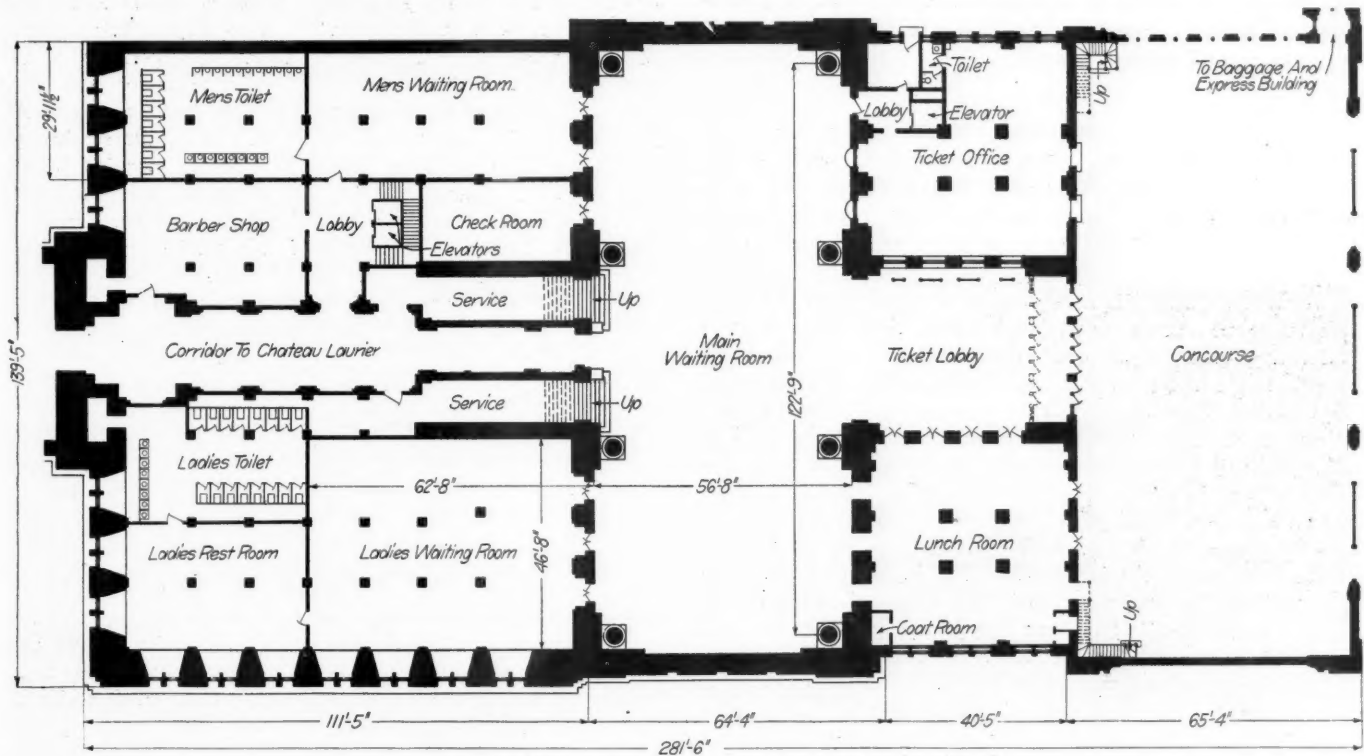 29'-11½"
Mens Toilet
Mens Waiting Room
Toilet
Lobby
Elevator
Up
To Baggage And
Express Building
Ticket Office
Barber Shop
Lobby
Check Room
Elevators
Service
Up
189'-5"
Corridor To Chateau Laurier
Main
Waiting Room
122'-9"
Ticket Lobby
Concourse
Service
Up
Ladies Toilet
62'-8"
56'-8"
Ladies Rest Room
Ladies Waiting Room
46'-8"
Lunch Room
Coat Room
Up
111'-5"
64'-4"
40'-5"
65'-4"
281'-6"